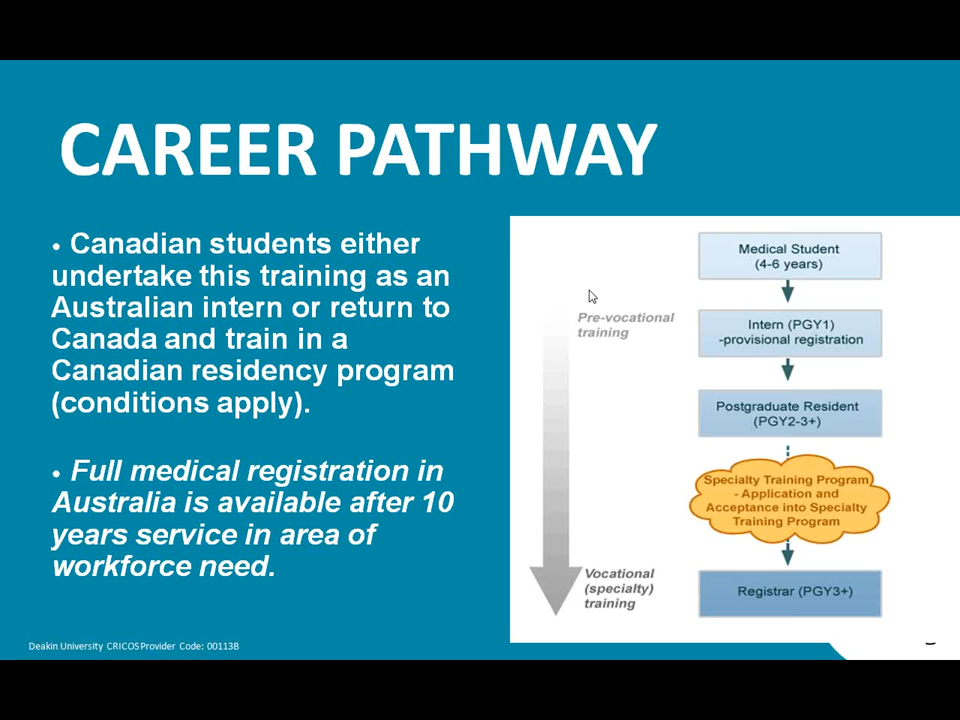 CAREER PATHWAY
• Canadian students either
undertake this training as an
Australian intern or return to
Canada and train in a
Canadian residency program
(conditions apply).
• Full medical registration in
Australia is available after 10
years service in area of
workforce need.
Medical Student
(4-6 years)
Pre-vocational
training
Intern (PGY1)
-provisional registration
Postgraduate Resident
(PGY2-3+)
Specialty Training Program
- Application and
Acceptance into Specialty
Training Program
Vocational
(specialty)
training
Registrar (PGY3+)
Deakin University CRICOS Provider Code: 00113B